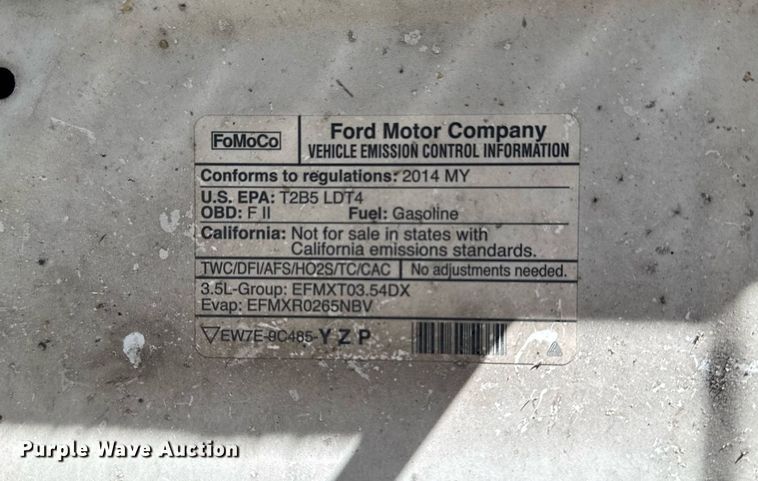 FoMoCo
Ford Motor Company
VEHICLE EMISSION CONTROL INFORMATION
Conforms to regulations: 2014 MY
U.S. EPA: T2B5 LDT4
OBD: F II Fuel: Gasoline
California: Not for sale in states with
California emissions standards.
TWC/DFI/AFS/HO2S/TC/CAC No adjustments needed.
3.5L-Group: EFMXT03.54DX
Evap: EFMXR0265NBV
EW7E-9C485-Y Z P
Purple Wave Auction